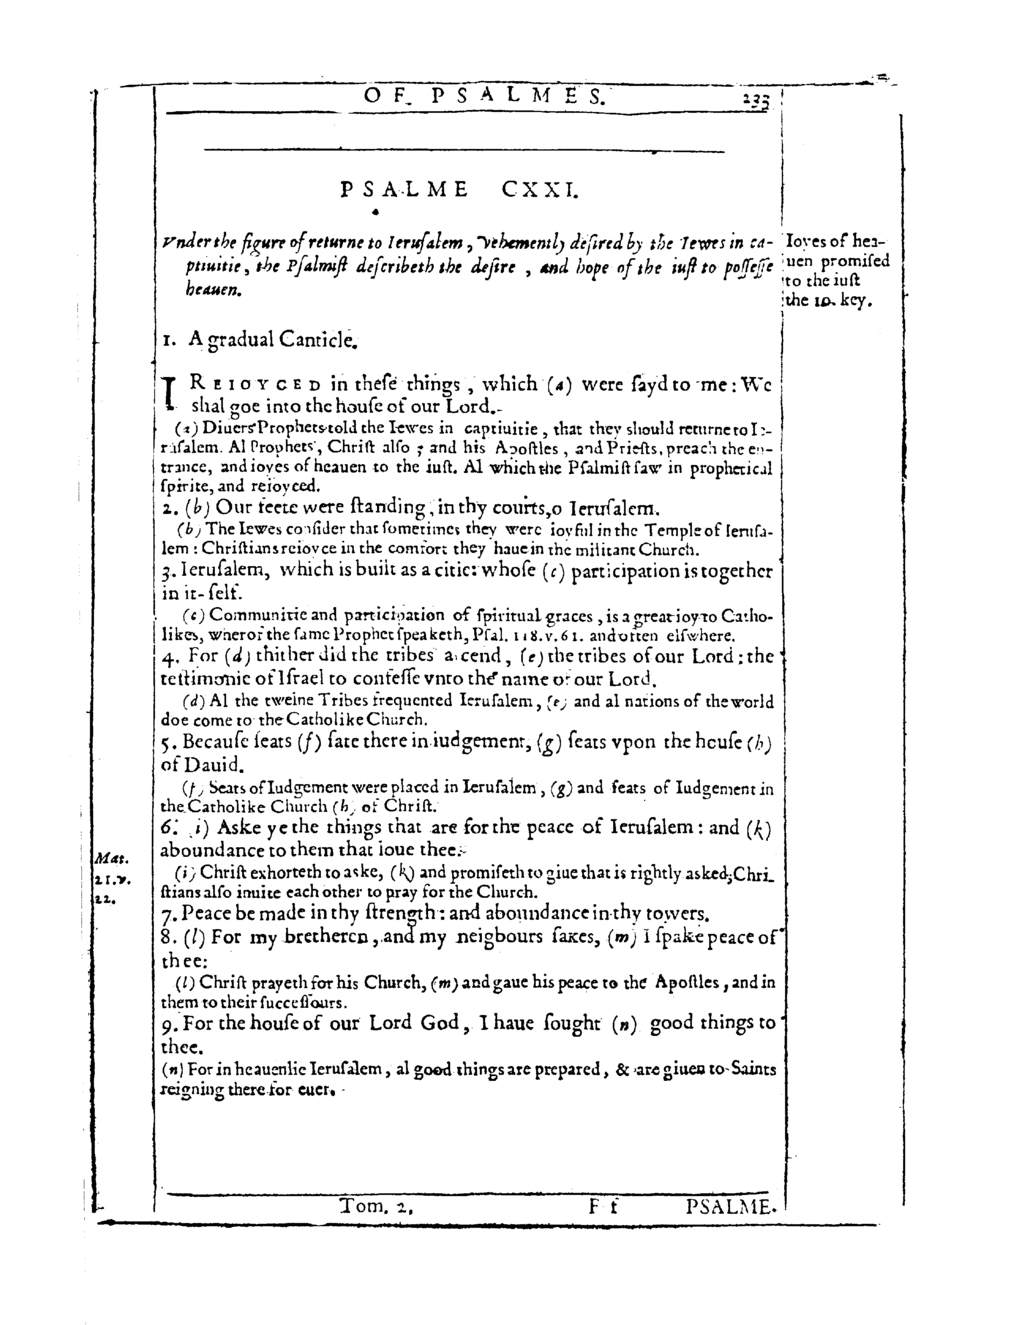 OF PSALMES. 233
PSALME CXXI.
Vnder the figure of returne to Ierusalem, vehemently desired by the Iewes in ca-
ptiuitie, the Psalmist describeth the desire, and hope of the iust to possesse
heauen.
Ioyes of hea-
uen promised
to the iust
the 10. key.
1. A gradual Canticle.
I REIOYCED in these things, which (a) were sayd to me: We
shal goe into the house of our Lord.
(a) Diuers Prophets told the Iewes in captiuitie, that they should returne to Ie-
rusalem. Al Prophets, Christ also, and his Apostles, and Priests, preach the en-
trance, and ioyes of heauen to the iust. Al which the Psalmist saw in prophetical
spirite, and reioyced.
2. (b) Our feete were standing, in thy courts, o Ierusalem.
(b) The Iewes consider that sometimes they were ioyful in the Temple of Ierusa-
lem: Christians reioyce in the comfort they haue in the militant Church.
3. Ierusalem, which is built as a citie: whose (c) participation is together
in it-self.
(c) Communitie and participation of spiritual graces, is a great ioy to Catho-
likes, wherof the same Prophet speaketh, Psal. 118. v. 61. and often elswhere.
4. For (d) thither did the tribes ascend, (e) the tribes of our Lord: the
testimonie of Israel to confesse vnto the name of our Lord.
(d) Al the tweine Tribes frequented Ierusalem, (e) and al nations of the world
doe come to the Catholike Church.
5. Because seats (f) sate there in iudgement, (g) seats vpon the house (h)
of Dauid.
(f) Seats of Iudgement were placed in Ierusalem, (g) and seats of Iudgement in
the Catholike Church (h) of Christ.
6. (i) Aske ye the things that are for the peace of Ierusalem: and (k)
aboundance to them that loue thee.
Mat.
21. v.
22.
(i) Christ exhorteth to aske, (k) and promiseth to giue that is rightly asked; Chri-
stians also inuite each other to pray for the Church.
7. Peace be made in thy strength: and aboundance in thy towers.
8. (l) For my bretheren, and my neigbours sakes, (m) I spake peace of
thee:
(l) Christ prayeth for his Church, (m) and gaue his peace to the Apostles, and in
them to their successours.
9. For the house of our Lord God, I haue sought (n) good things to
thee.
(n) For in heauenlie Ierusalem, al good things are prepared, & are giuen to Saints
reigning there for euer.
Tom. 2. Ff PSALME.